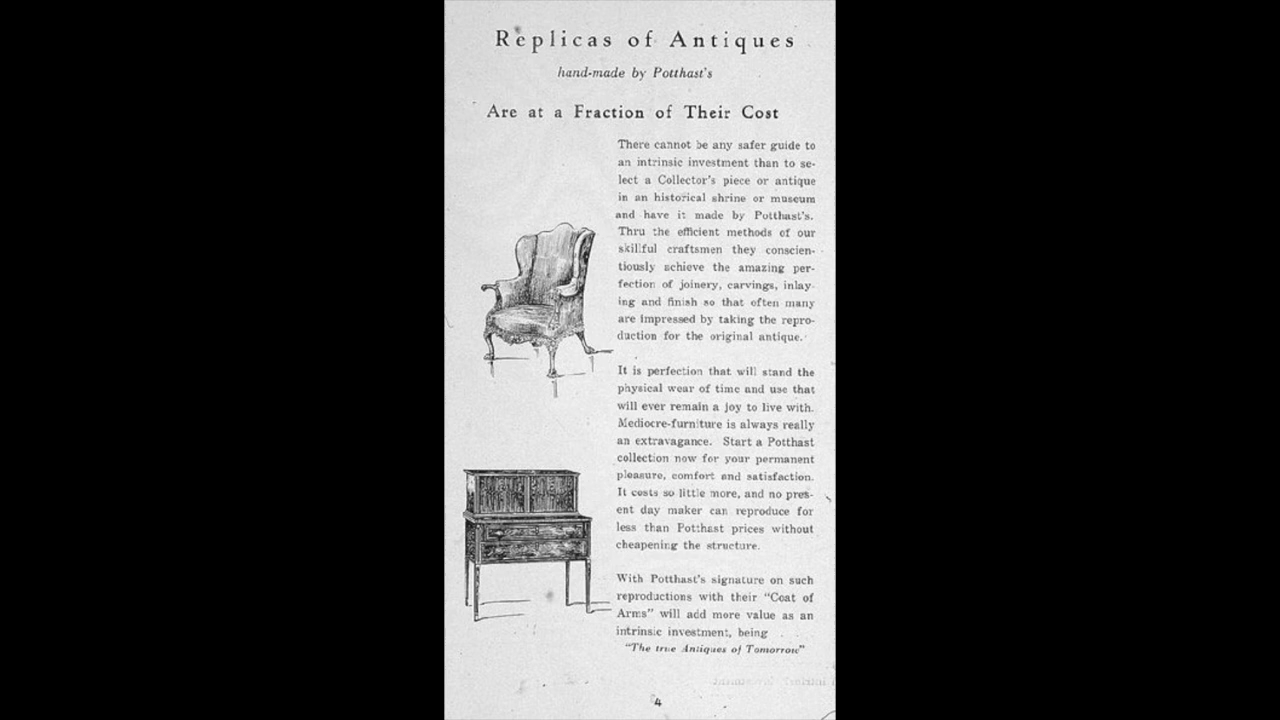 Replicas of Antiques
hand-made by Potthast's
Are at a Fraction of Their Cost
There cannot be any safer guide to
an intrinsic investment than to se-
lect a Collector's piece or antique
in an historical shrine or museum
and have it made by Potthast's.
Thru the efficient methods of our
skillful craftsmen they conscien-
tiously achieve the amazing per-
fection of joinery, carvings, inlay-
ing and finish so that often many
are impressed by taking the repro-
duction for the original antique.
It is perfection that will stand the
physical wear of time and use that
will ever remain a joy to live with.
Mediocre-furniture is always really
an extravagance. Start a Potthast
collection now for your permanent
pleasure, comfort and satisfaction.
It costs so little more, and no pres-
ent day maker can reproduce for
less than Potthast prices without
cheapening the structure.
With Potthast's signature on such
reproductions with their "Coat of
Arms" will add more value as an
intrinsic investment, being
"The true Antiques of Tomorrow"
4